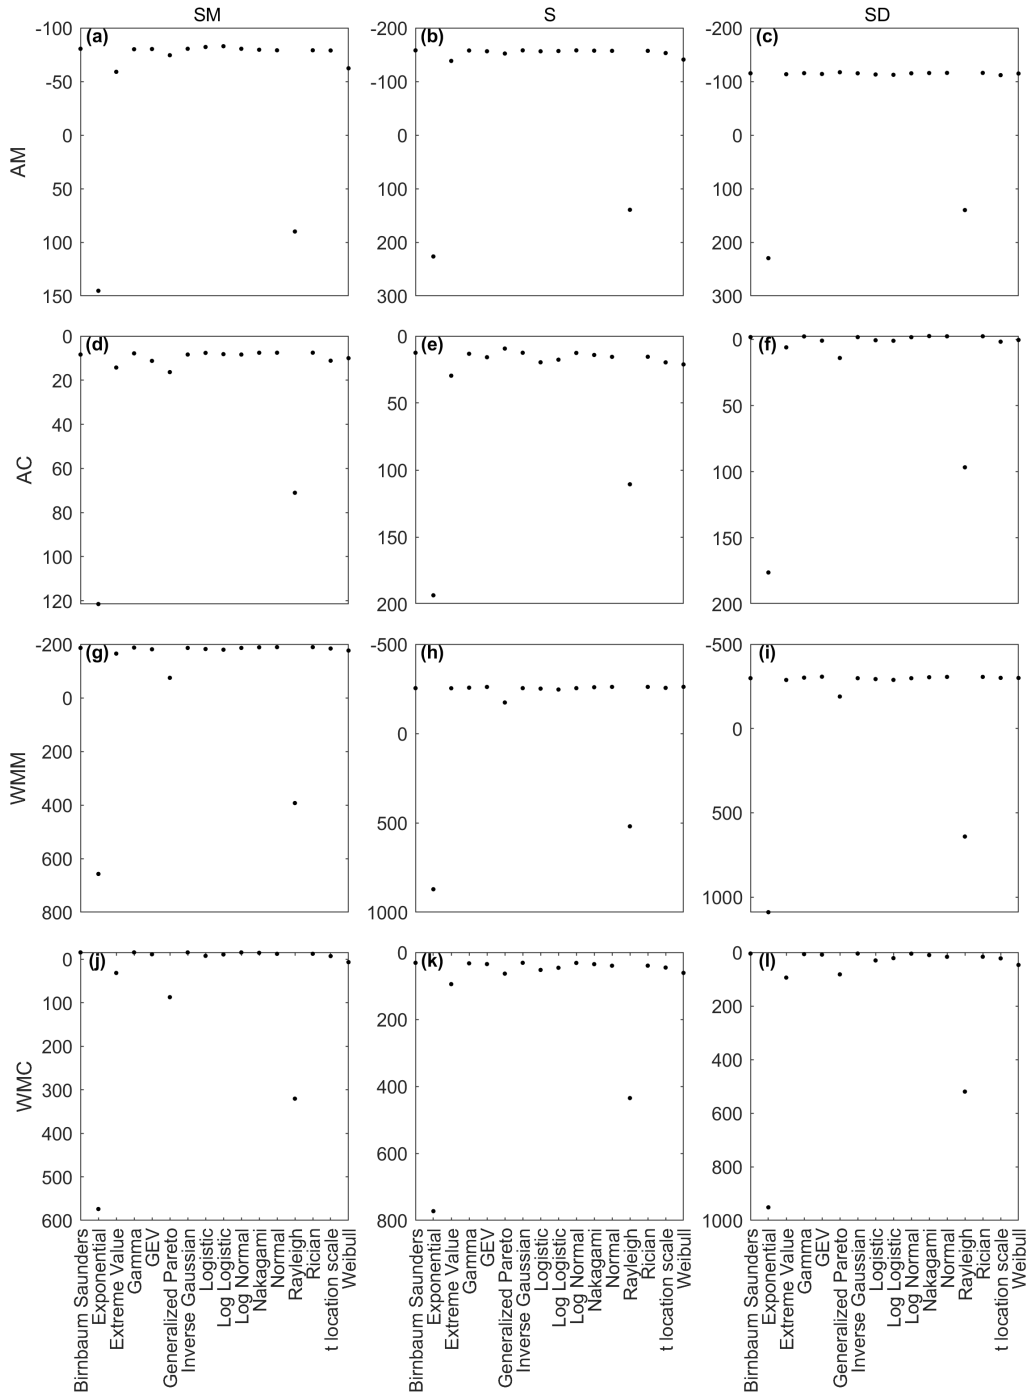 SM S SD
AM
-100 (a) -200 (b) -200 (c)
-50 -100 -100
0 0 0
50 100 100
100 200 200
150 300 300
AC
0 (d) 0 (e) 0 (f)
20
40 50 50
60
80 100 100
100 150 150
120 200 200
WMM
-200 (g) -500 (h) -500 (i)
0
200 0 0
400
600 500 500
800 1000 1000
WMC
0 (j) 0 (k) 0 (l)
100
200 200 200
300 400 400
400 600
500 600 800
600 800 1000
Birnbaum Saunders
Exponential
Extreme Value
Gamma
GEV
Generalized Pareto
Inverse Gaussian
Logistic
Log Logistic
Log Normal
Nakagami
Normal
Rayleigh
Rician
t location scale
Weibull
Birnbaum Saunders
Exponential
Extreme Value
Gamma
GEV
Generalized Pareto
Inverse Gaussian
Logistic
Log Logistic
Log Normal
Nakagami
Normal
Rayleigh
Rician
t location scale
Weibull
Birnbaum Saunders
Exponential
Extreme Value
Gamma
GEV
Generalized Pareto
Inverse Gaussian
Logistic
Log Logistic
Log Normal
Nakagami
Normal
Rayleigh
Rician
t location scale
Weibull